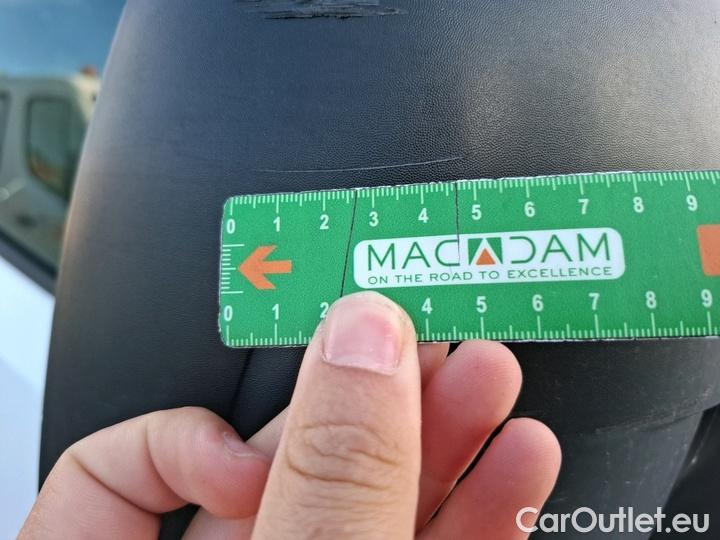 0 1 2 3 4 5 6 7 8 9
MACADAM
ON THE ROAD TO EXCELLENCE
0 1 2 4 5 6 7 8 9
CarOutlet.eu